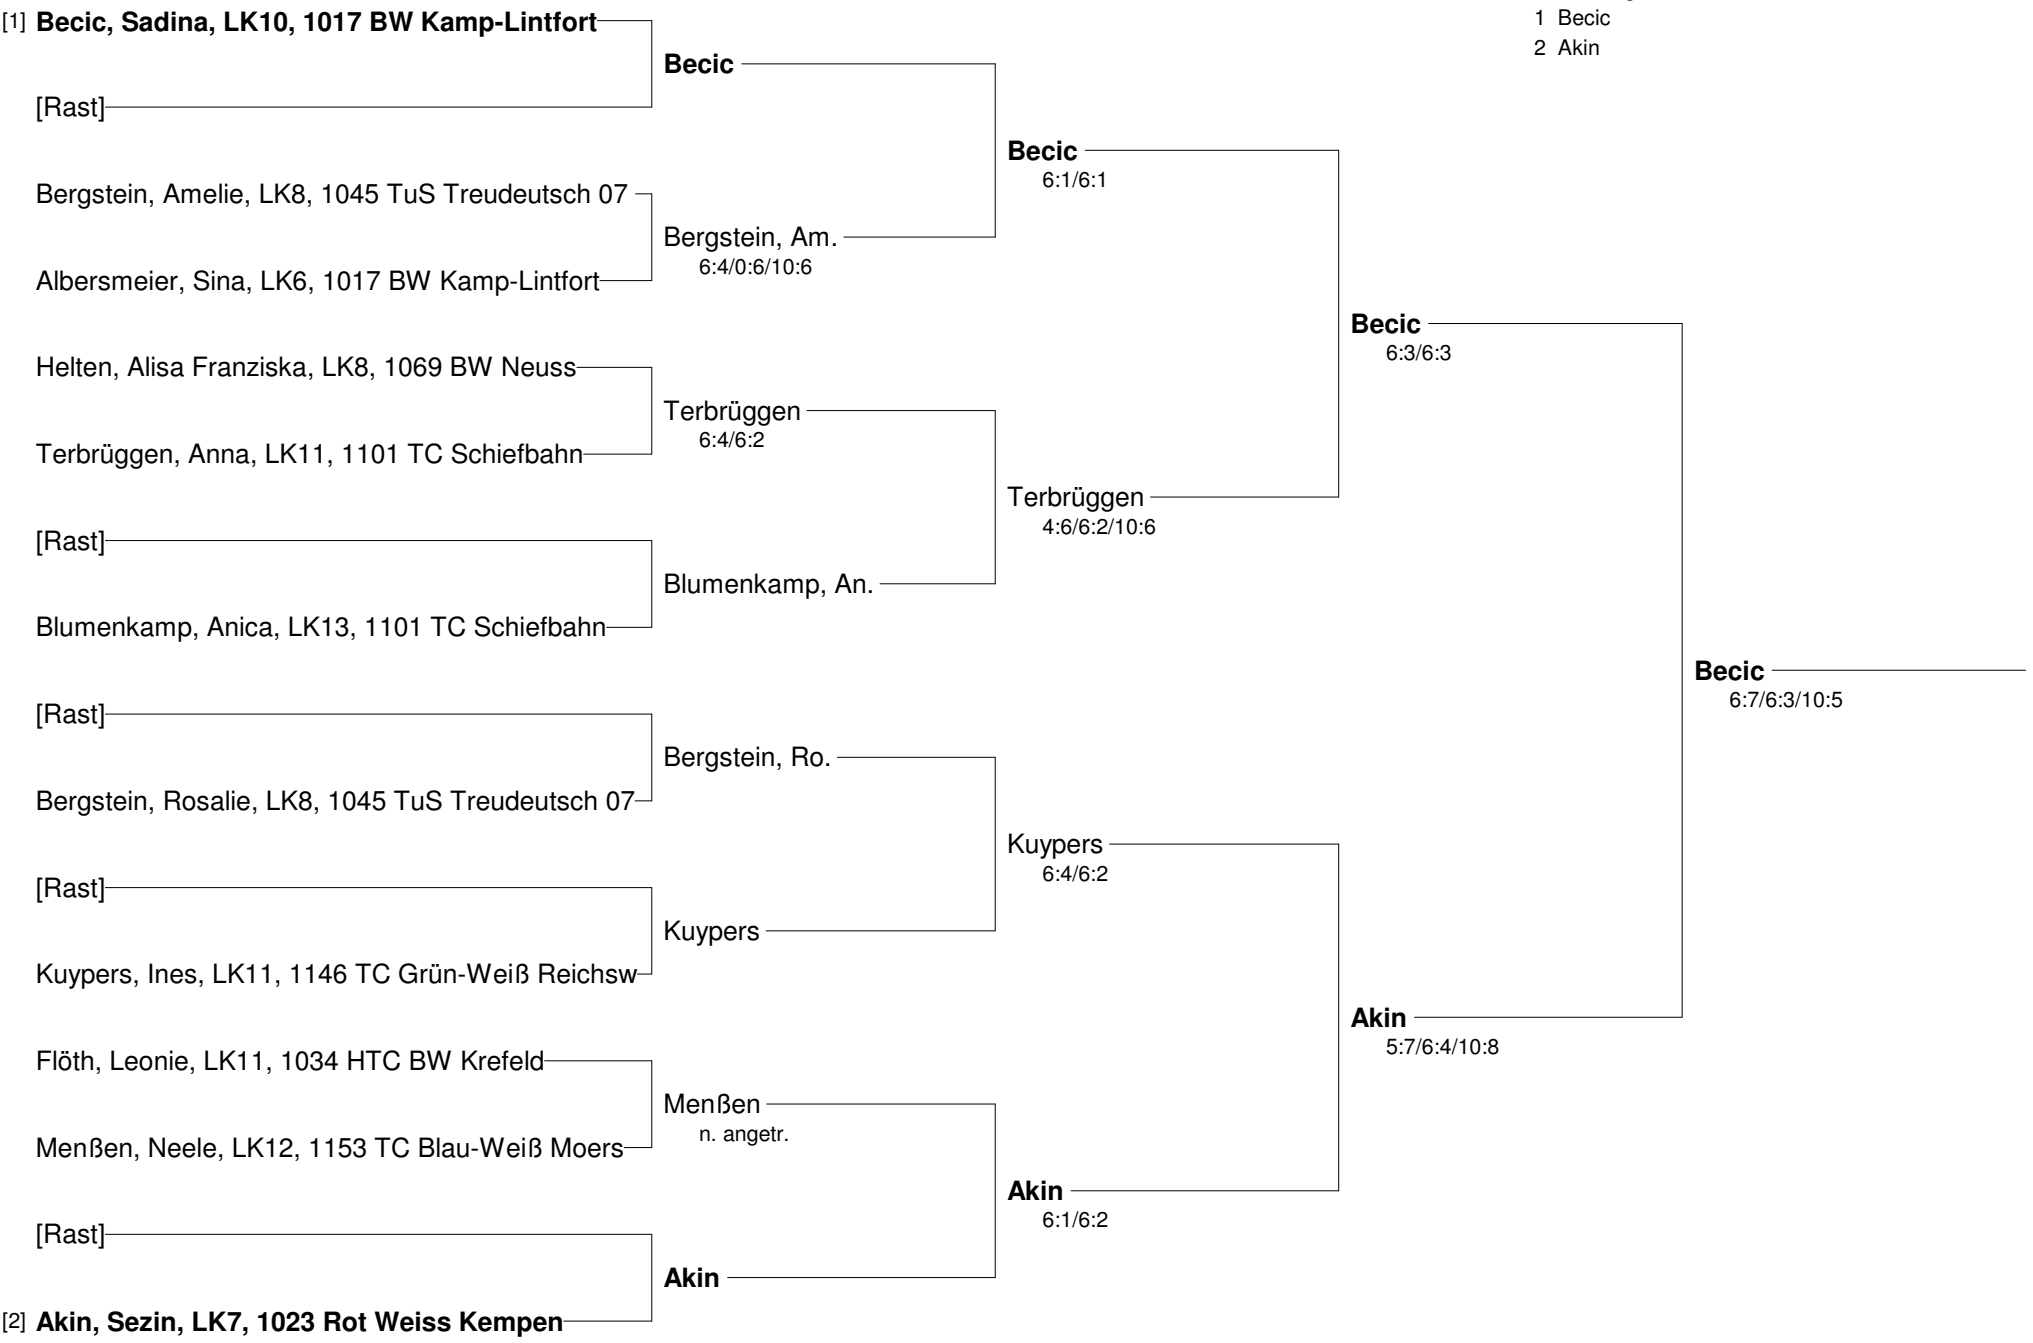 [1] Becic, Sadina, LK10, 1017 BW Kamp-Lintfort
[Rast]
Bergstein, Amelie, LK8, 1045 TuS Treudeutsch 07
Albersmeier, Sina, LK6, 1017 BW Kamp-Lintfort
Helten, Alisa Franziska, LK8, 1069 BW Neuss
Terbrüggen, Anna, LK11, 1101 TC Schiefbahn
[Rast]
Blumenkamp, Anica, LK13, 1101 TC Schiefbahn
[Rast]
Bergstein, Rosalie, LK8, 1045 TuS Treudeutsch 07
[Rast]
Kuypers, Ines, LK11, 1146 TC Grün-Weiß Reichsw
Flöth, Leonie, LK11, 1034 HTC BW Krefeld
Menßen, Neele, LK12, 1153 TC Blau-Weiß Moers
[Rast]
[2] Akin, Sezin, LK7, 1023 Rot Weiss Kempen
Becic
Bergstein, Am.
6:4/0:6/10:6
Terbrüggen
6:4/6:2
Blumenkamp, An.
Bergstein, Ro.
Kuypers
Menßen
n. angetr.
Akin
Becic
6:1/6:1
Terbrüggen
4:6/6:2/10:6
Kuypers
6:4/6:2
Akin
6:1/6:2
Becic
6:3/6:3
Akin
5:7/6:4/10:8
Becic
6:7/6:3/10:5
1 Becic
2 Akin